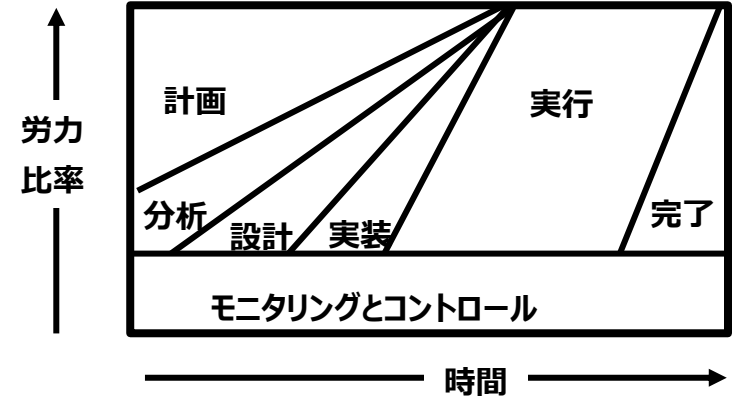 労力
比率
計画
分析
設計
実装
実行
完了
モニタリングとコントロール
時間